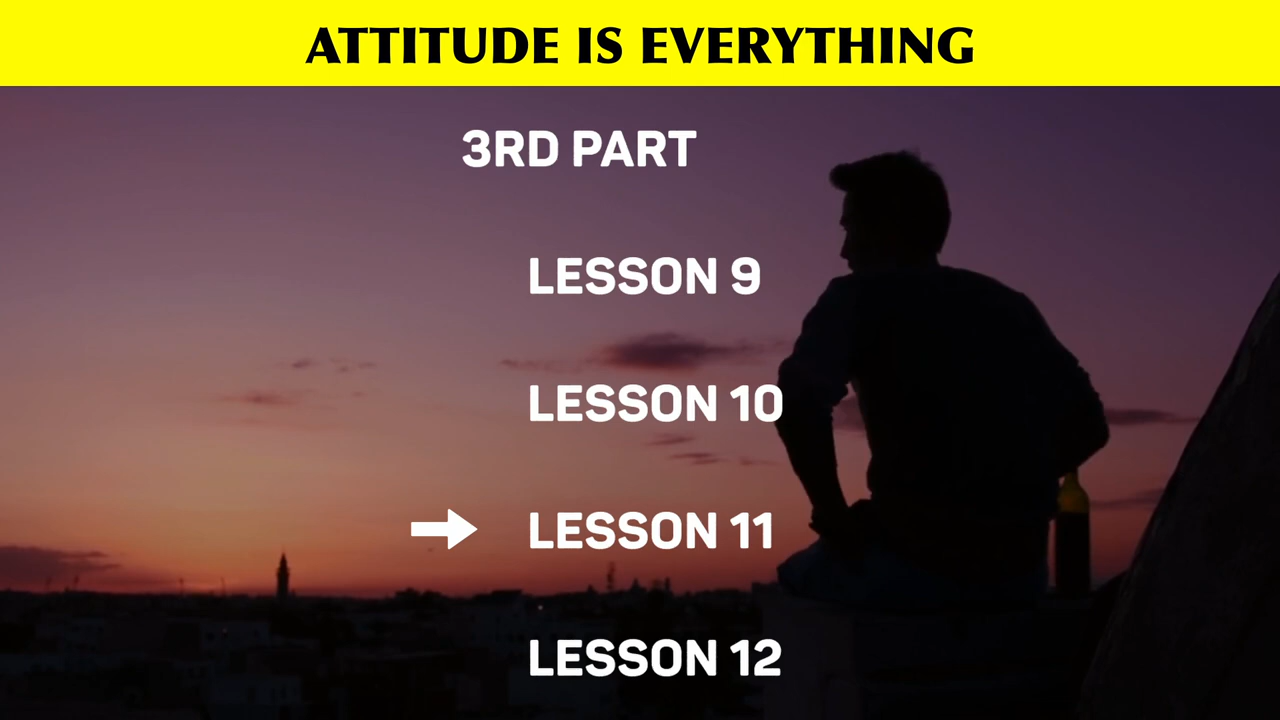 ATTITUDE IS EVERYTHING
3RD PART
LESSON 9
LESSON 10
LESSON 11
LESSON 12